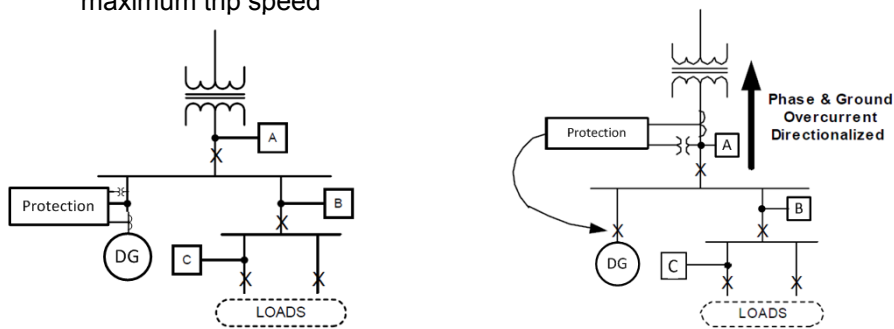 maximum trip speed
A
Protection
DG
B
C
LOADS
Phase & Ground
Overcurrent
Directionalized
Protection
A
DG
B
C
LOADS